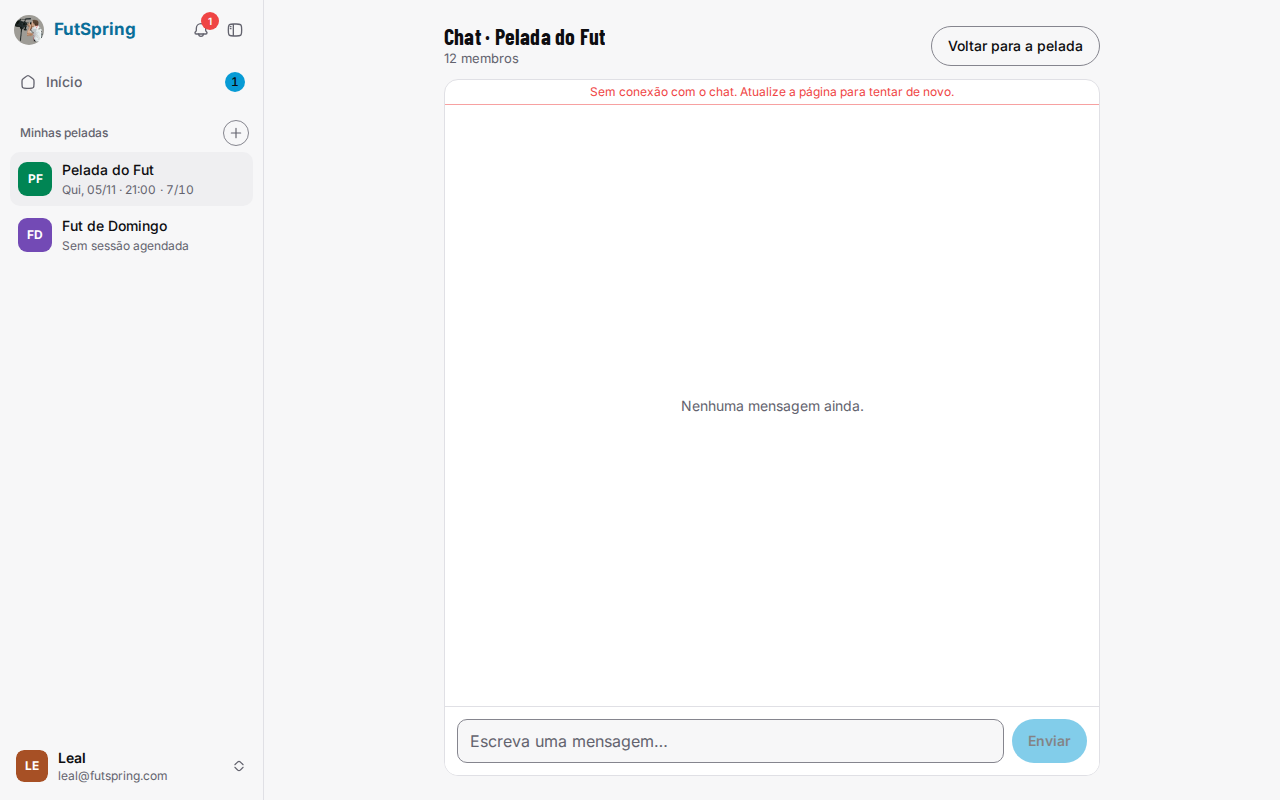 FutSpring
1
Início
1
Minhas peladas
PF
Pelada do Fut
Qui, 05/11 · 21:00 · 7/10
FD
Fut de Domingo
Sem sessão agendada
LE
Leal
leal@futspring.com
Chat · Pelada do Fut
12 membros
Voltar para a pelada
Sem conexão com o chat. Atualize a página para tentar de novo.
Nenhuma mensagem ainda.
Escreva uma mensagem...
Enviar